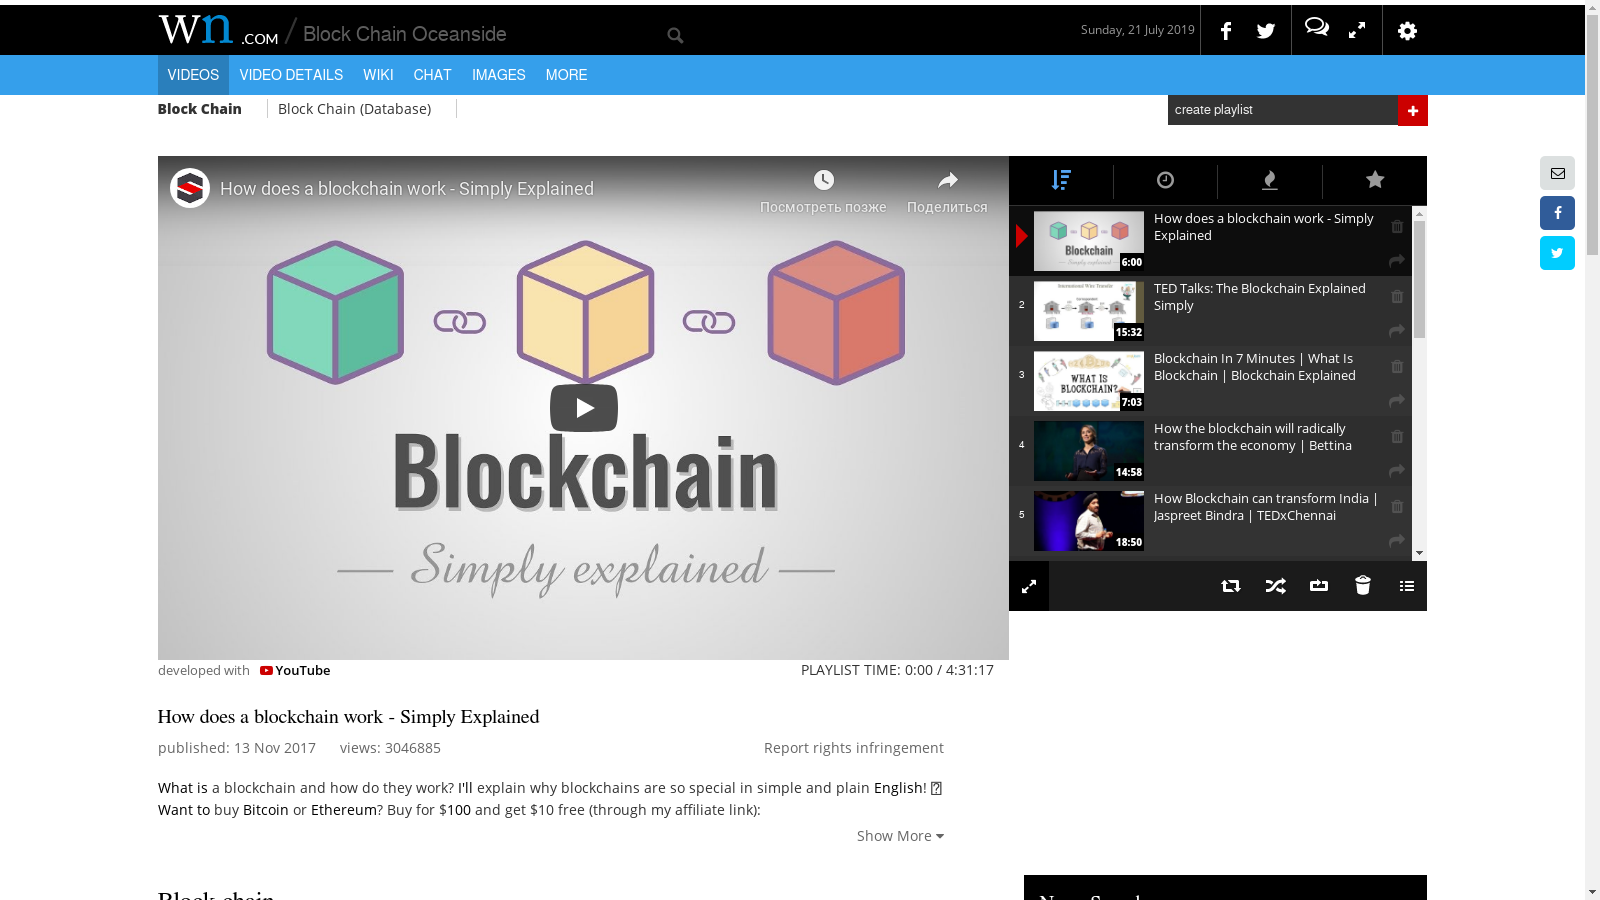 wn.COM / Block Chain Oceanside
Sunday, 21 July 2019
VIDEOS VIDEO DETAILS WIKI CHAT IMAGES MORE
Block Chain
Block Chain (Database)
create playlist
How does a blockchain work - Simply Explained
Посмотреть позже
Поделиться
Blockchain
Simply explained
How does a blockchain work - Simply
Explained
Blockchain
Simply explained
6:00
2
TED Talks: The Blockchain Explained
Simply
15:32
3
Blockchain In 7 Minutes | What Is
Blockchain | Blockchain Explained
WHAT IS
BLOCKCHAIN?
7:03
4
How the blockchain will radically
transform the economy | Bettina
14:58
5
How Blockchain can transform India |
Jaspreet Bindra | TEDxChennai
18:50
developed with YouTube
PLAYLIST TIME: 0:00 / 4:31:17
How does a blockchain work - Simply Explained
published: 13 Nov 2017
views: 3046885
Report rights infringement
What is a blockchain and how do they work? I'll explain why blockchains are so special in simple and plain English!
Want to buy Bitcoin or Ethereum? Buy for $100 and get $10 free (through my affiliate link):
Show More
Block chain